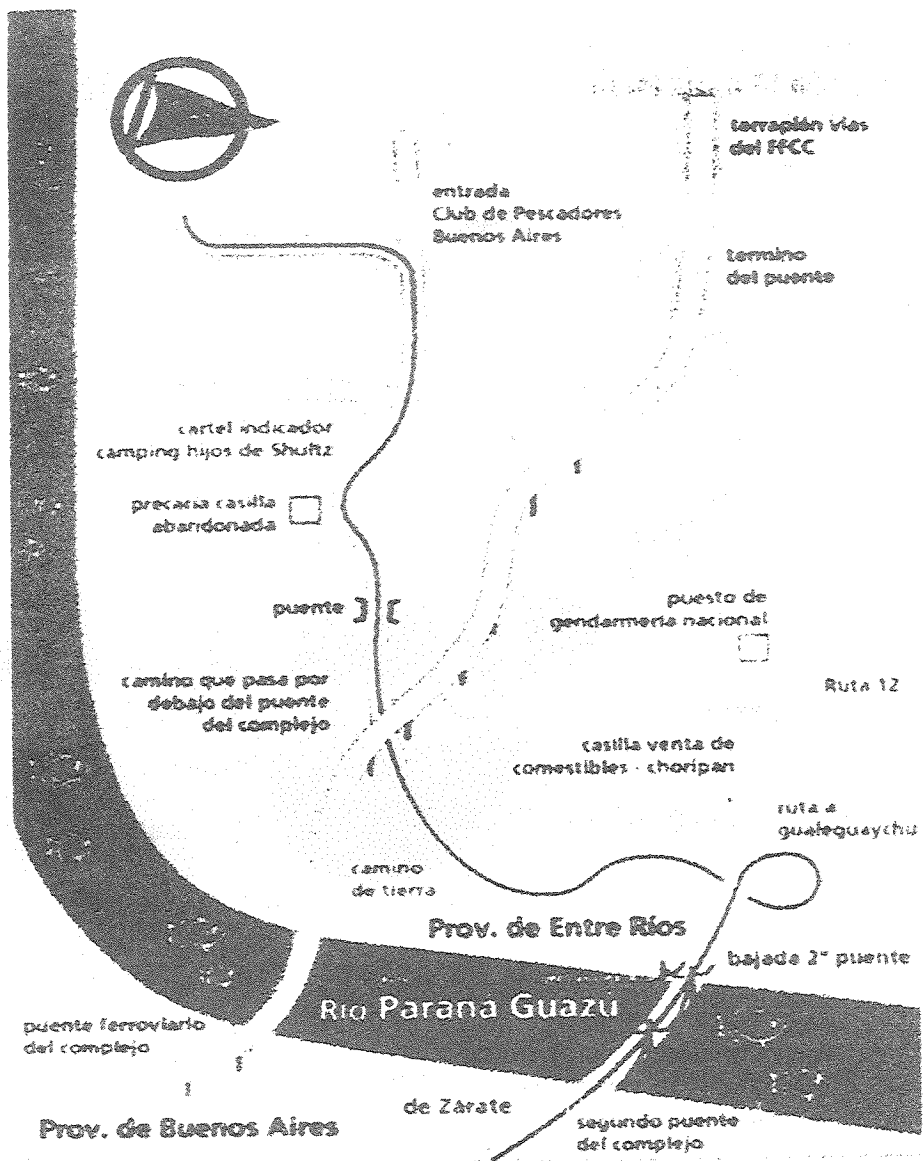 terraplén vías
del FFCC
entrada
Club de Pescadores
Buenos Aires
termino
del puente
cartel indicador
camping hijos de Shultz
precaria casilla
abandonada
puente
puesto de
gendarmería nacional
camino que pasa por
debajo del puente
del complejo
Ruta 12
casilla venta de
comestibles - choripan
ruta a
gualeguaychu
camino
de tierra
Prov. de Entre Ríos
bajada 2° puente
Río Parana Guazu
puente ferroviario
del complejo
de Zárate
Prov. de Buenos Aires
segundo puente
del complejo